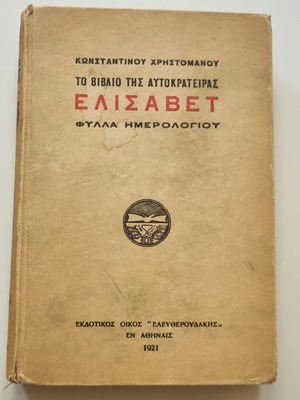 ΚΩΝΣΤΑΝΤΙΝΟΥ ΧΡΗΣΤΟΜΑΝΟΥ
ΤΟ ΒΙΒΛΙΟ ΤΗΣ ΑΥΤΟΚΡΑΤΕΙΡΑΣ
ΕΛΙΣΑΒΕΤ
ΦΥΛΛΑ ΗΜΕΡΟΛΟΓΙΟΥ
ΕΚΔΟΤΙΚΟΣ ΟΙΚΟΣ "ΕΛΕΥΘΕΡΟΥΔΑΚΗΣ„
ΕΝ ΑΘΗΝΑΙΣ
1921